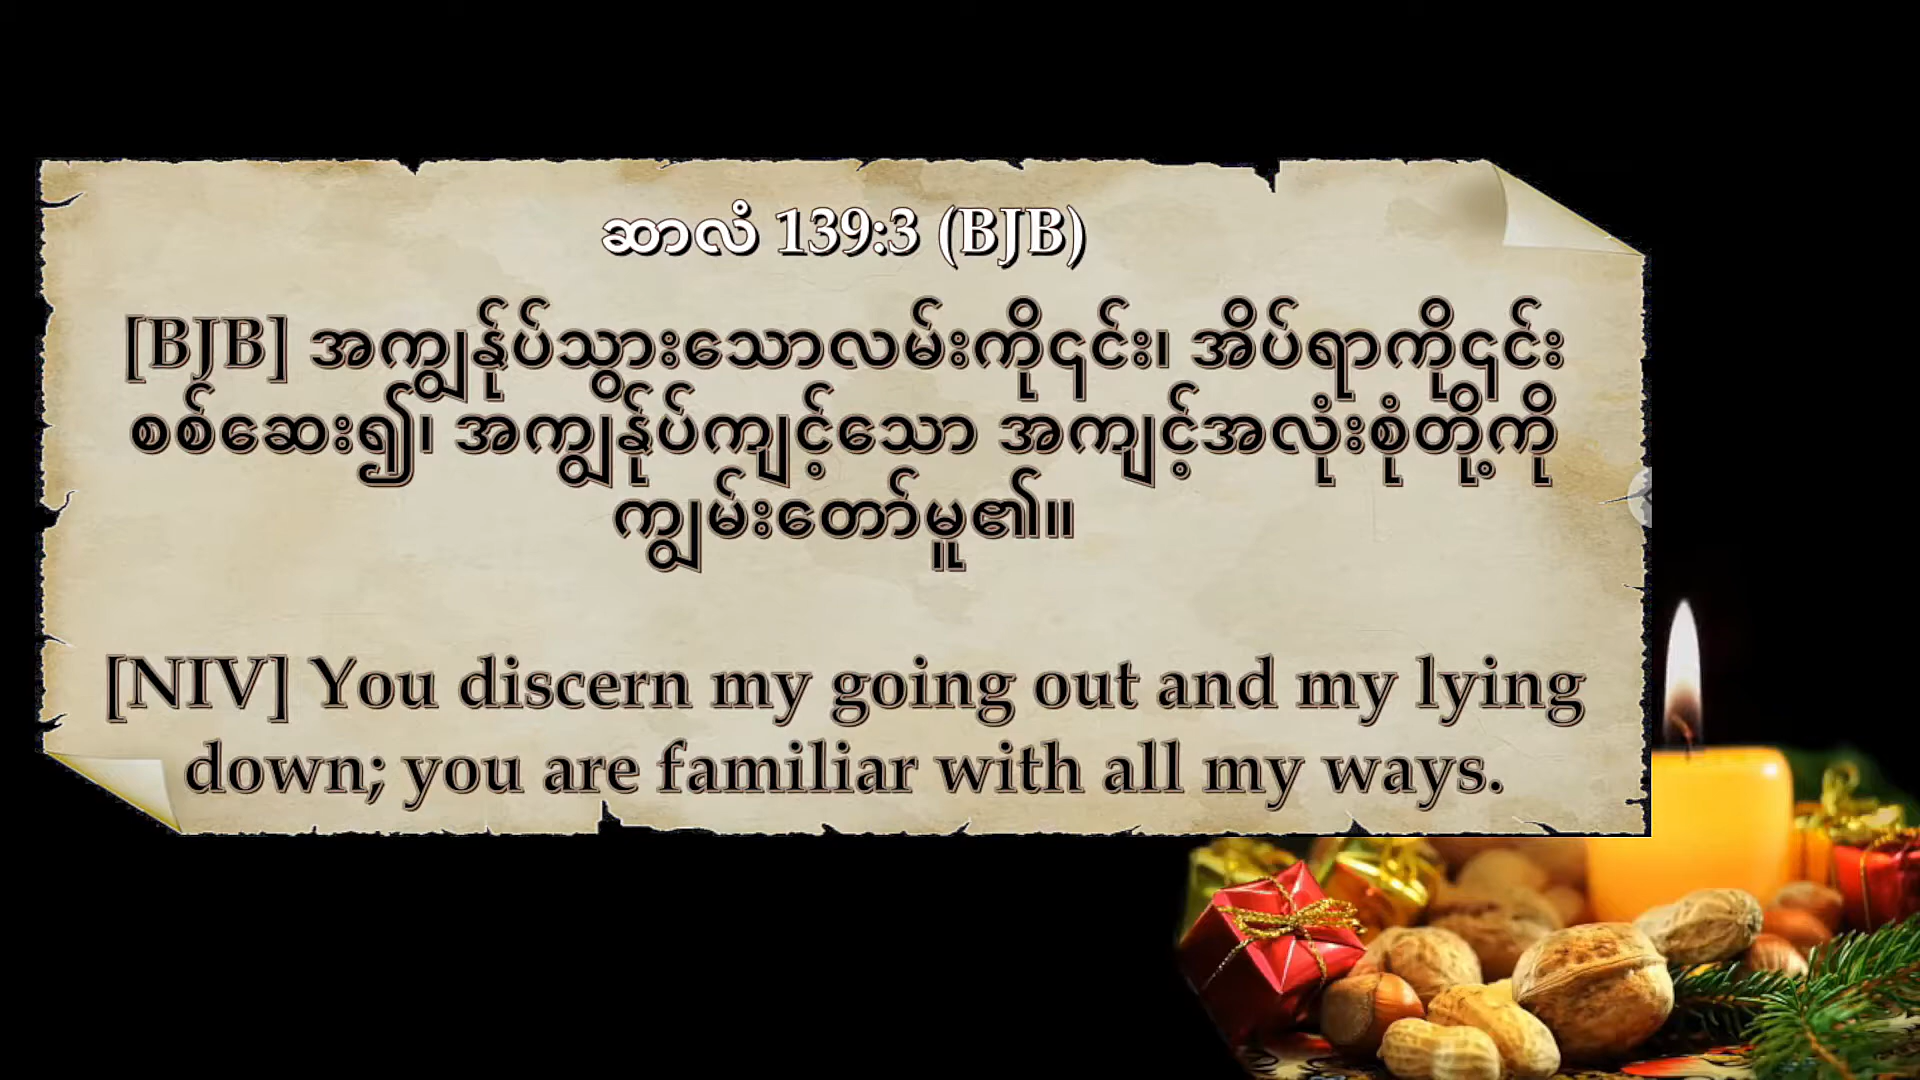 ဆာလံ 139:3 (BJB)
[BJB] အကျွန်ုပ်သွားသောလမ်းကို၎င်း၊ အိပ်ရာကို၎င်း
စစ်ဆေး၍၊ အကျွန်ုပ်ကျင့်သော အကျင့်အလုံးစုံတို့ကို
ကျွမ်းတော်မူ၏။
[NIV] You discern my going out and my lying
down; you are familiar with all my ways.